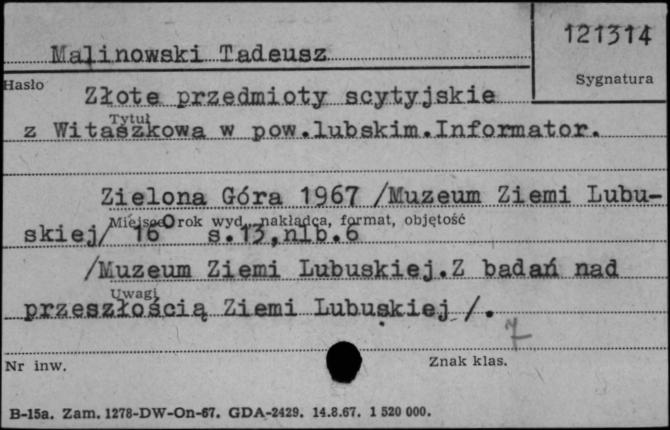 Malinowski Tadeusz
121314
Hasło
Sygnatura
Złote przedmioty scytyjskie
Tytuł
z Witaszkowa w pow.lubskim.Informator.
Zielona Góra 1967 /Muzeum Ziemi Lubu-
Miejsce rok wyd. nakładca, format, objętość
skiej/ 16° s.13,nlb.6
/Muzeum Ziemi Lubuskiej.Z badań nad
Uwagi
przeszłością Ziemi Lubuskiej /.
7
Nr inw.
Znak klas.
B-15a. Zam. 1278-DW-On-67. GDA-2429. 14.8.67. 1 520 000.